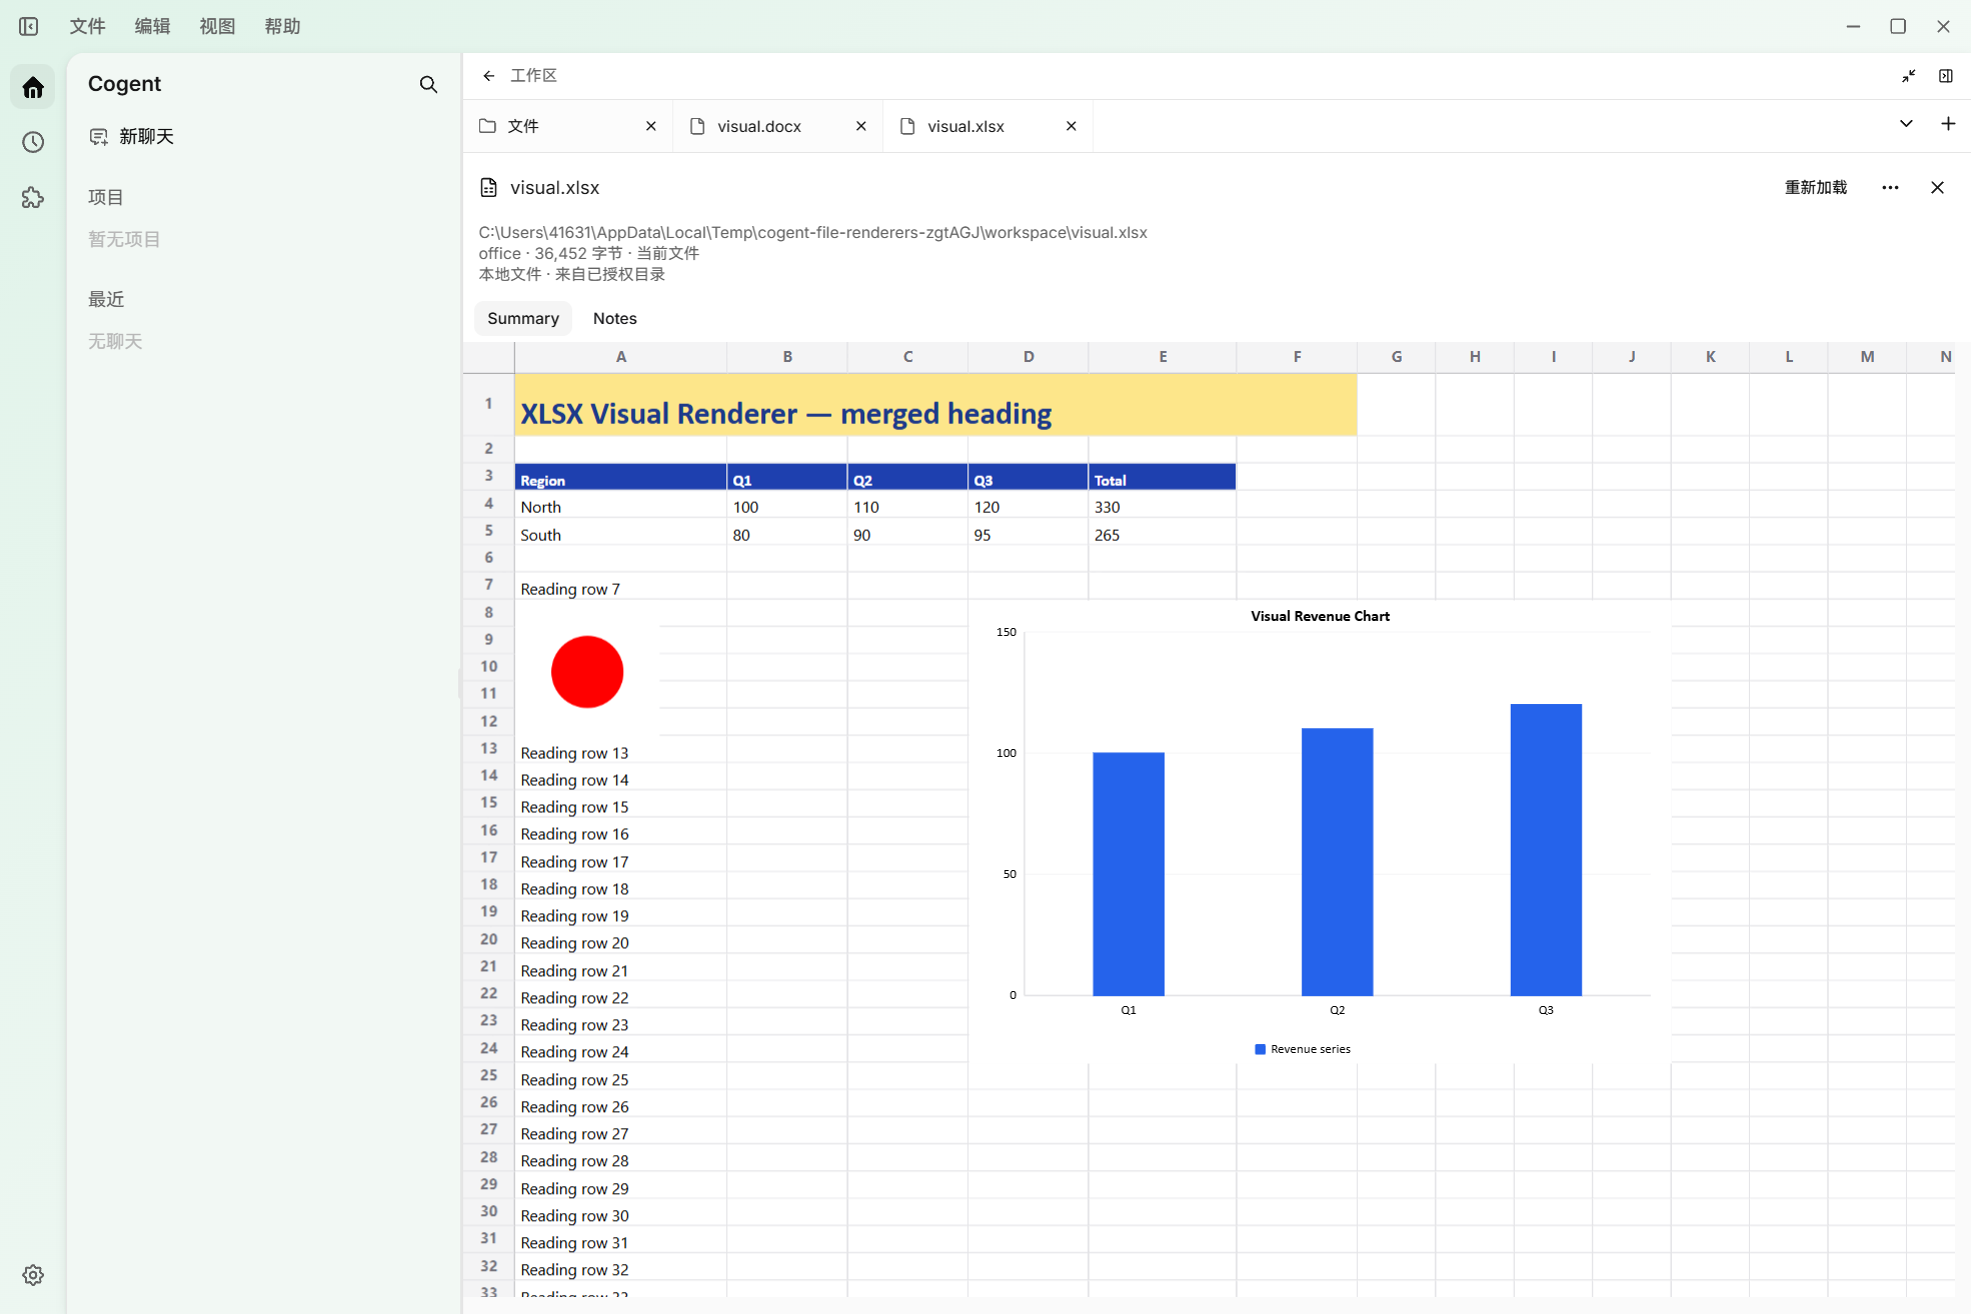 文件 编辑 视图 帮助
Cogent
新聊天
项目
暂无项目
最近
无聊天
工作区
文件 visual.docx visual.xlsx
visual.xlsx
重新加载
C:\Users\41631\AppData\Local\Temp\cogent-file-renderers-zgtAGJ\workspace\visual.xlsx
office · 36,452 字节 · 当前文件
本地文件 · 来自已授权目录
Summary Notes
A B C D E F G H I J K L M N
1 XLSX Visual Renderer — merged heading
2
3 Region Q1 Q2 Q3 Total
4 North 100 110 120 330
5 South 80 90 95 265
6
7 Reading row 7
8
9
10
11
12
13 Reading row 13
14 Reading row 14
15 Reading row 15
16 Reading row 16
17 Reading row 17
18 Reading row 18
19 Reading row 19
20 Reading row 20
21 Reading row 21
22 Reading row 22
23 Reading row 23
24 Reading row 24
25 Reading row 25
26 Reading row 26
27 Reading row 27
28 Reading row 28
29 Reading row 29
30 Reading row 30
31 Reading row 31
32 Reading row 32
33 Reading row 33
Visual Revenue Chart
150
100
50
0
Q1 Q2 Q3
Revenue series